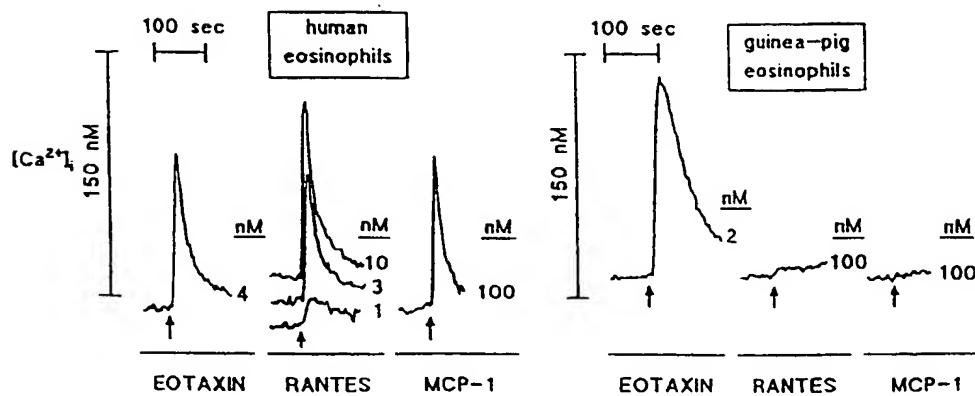 100 sec
human
eosinophils
[Ca²⁺]i
150 nM
nM
4
nM
10
3
1
nM
100
EOTAXIN
RANTES
MCP-1
100 sec
guinea-pig
eosinophils
150 nM
nM
2
nM
100
nM
100
EOTAXIN
RANTES
MCP-1